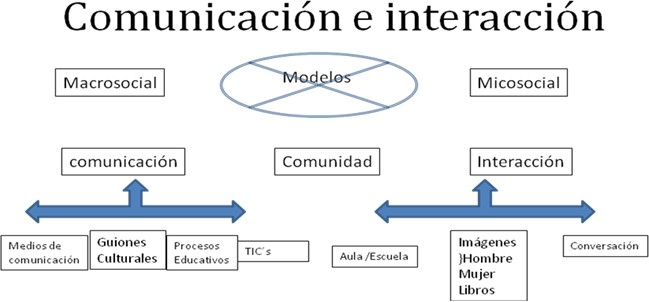 Comunicación e interacción
Macrosocial
Modelos
Micosocial
comunicación
Comunidad
Interacción
Medios de
comunicación
Guiones
Culturales
Procesos
Educativos
TIC´s
Aula /Escuela
Imágenes
}Hombre
Mujer
Libros
Conversación